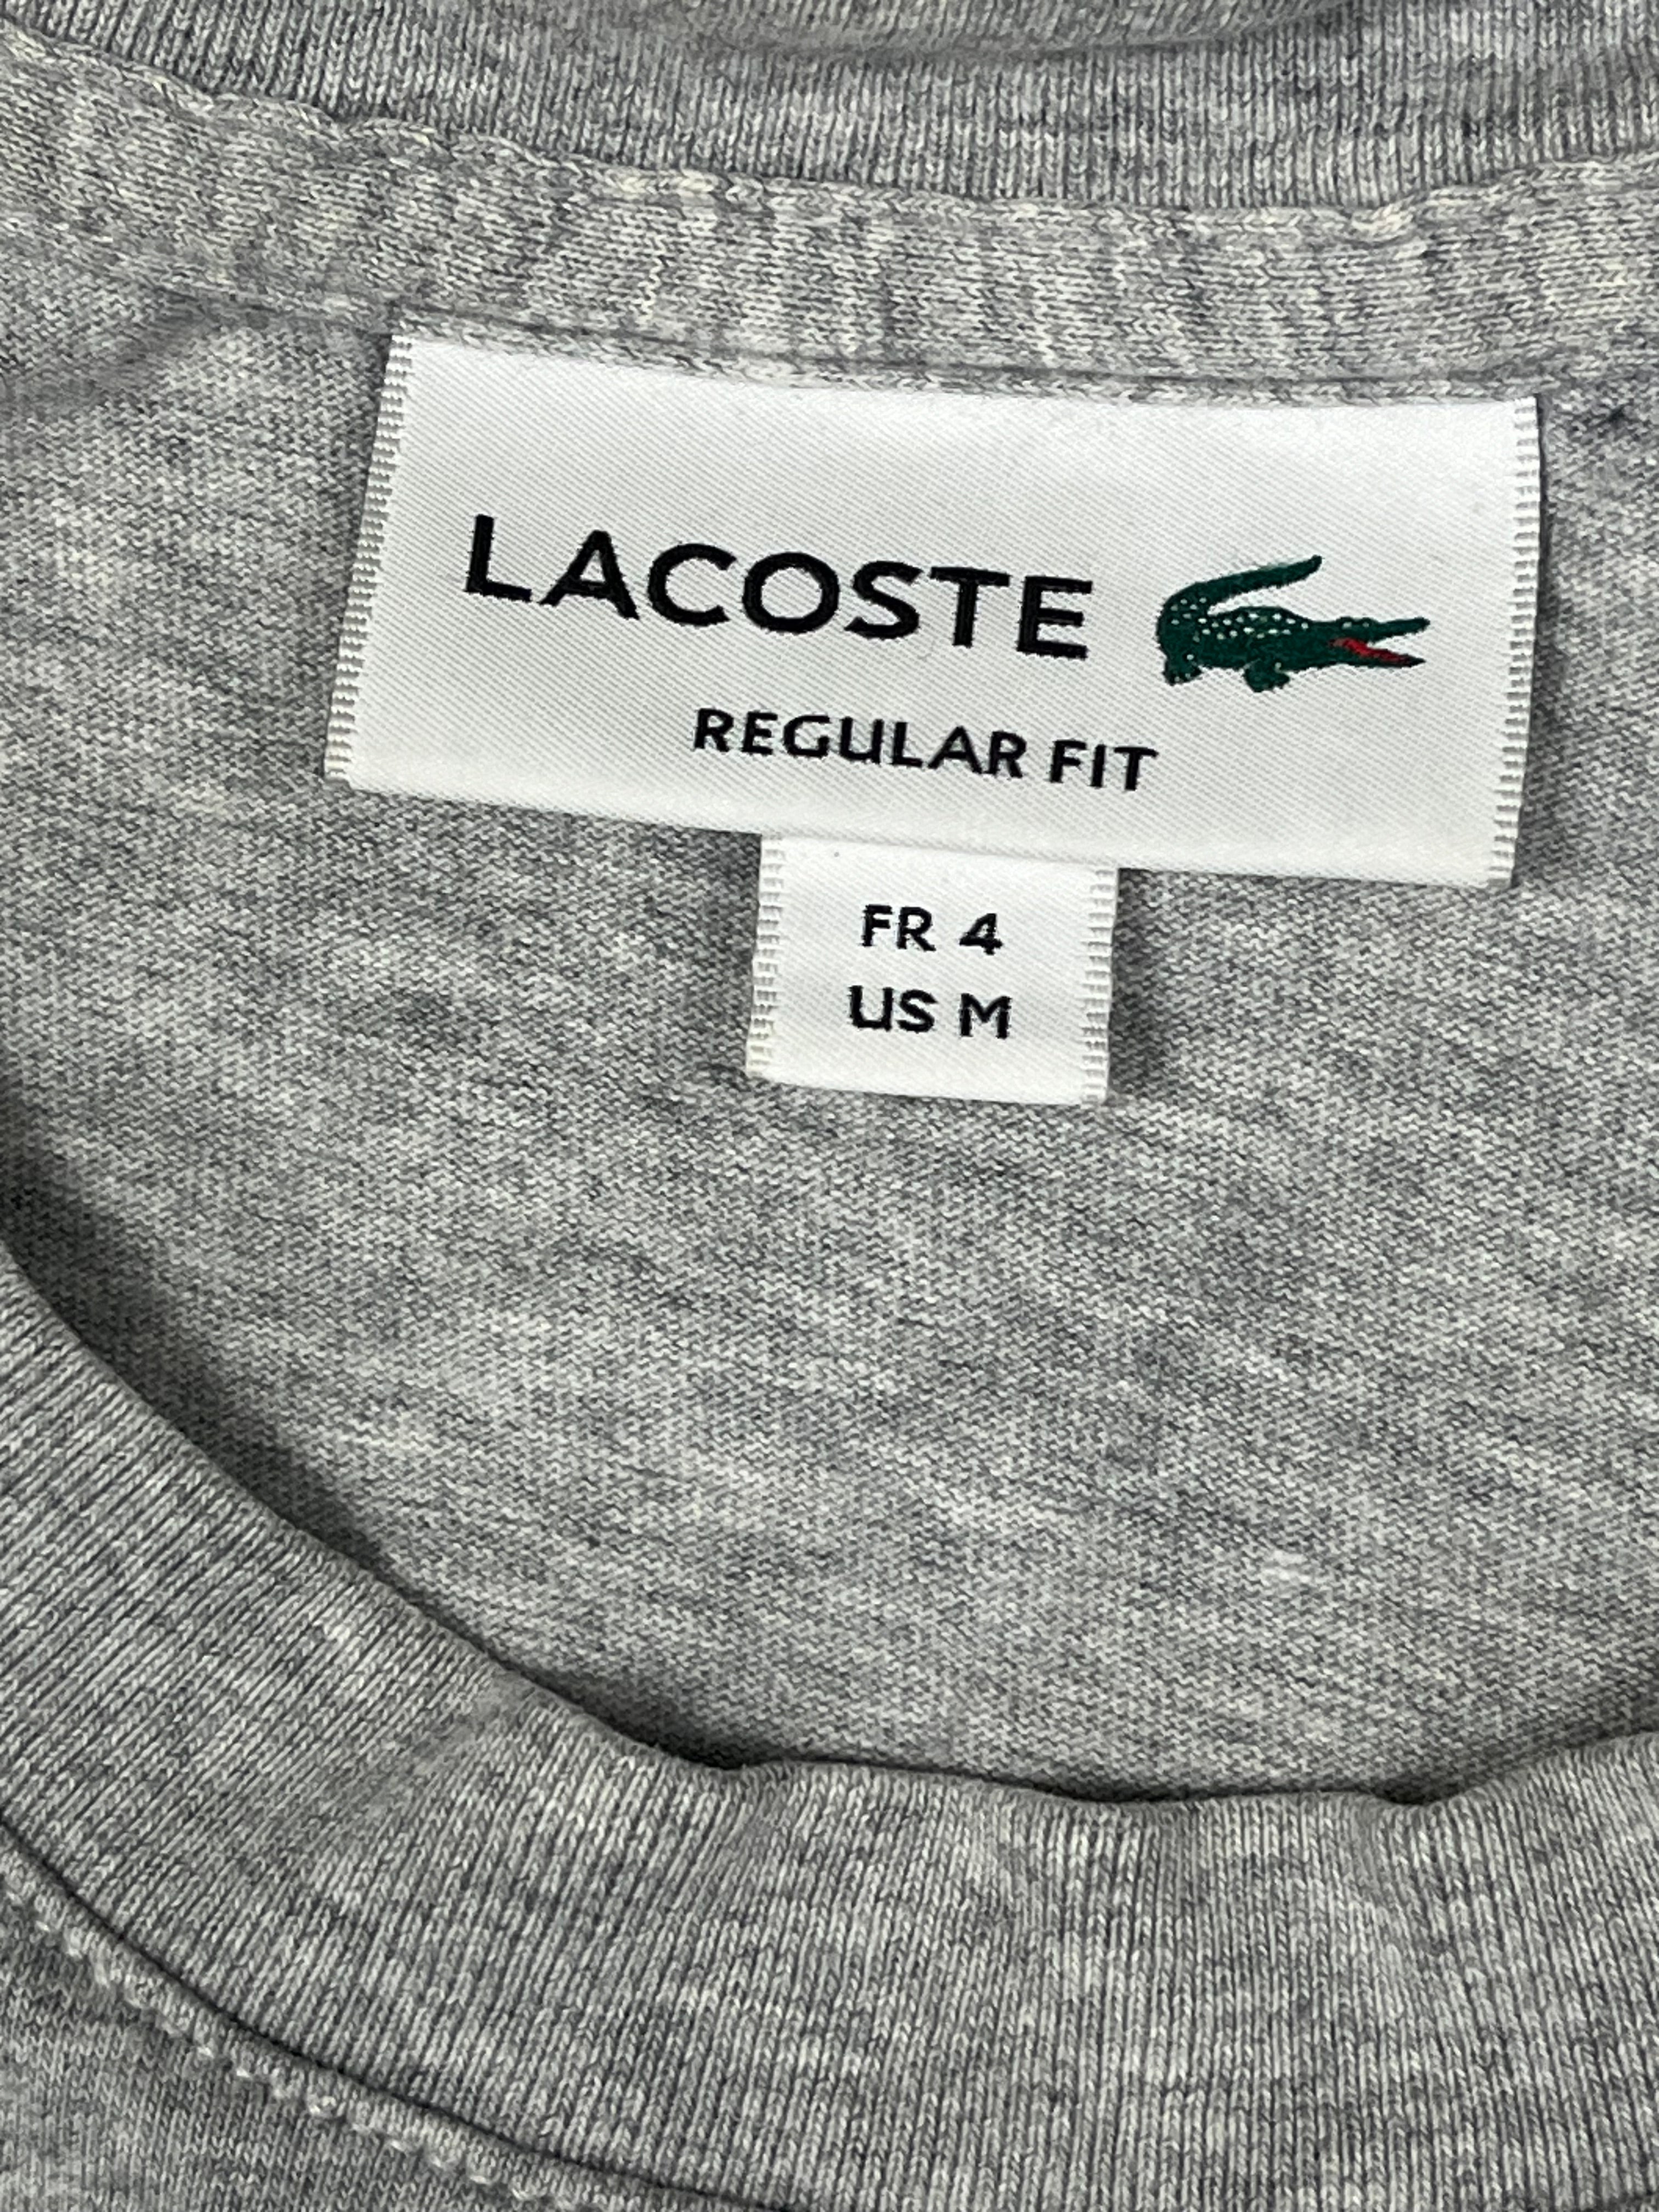 LACOSTE
REGULAR FIT
FR 4
US M